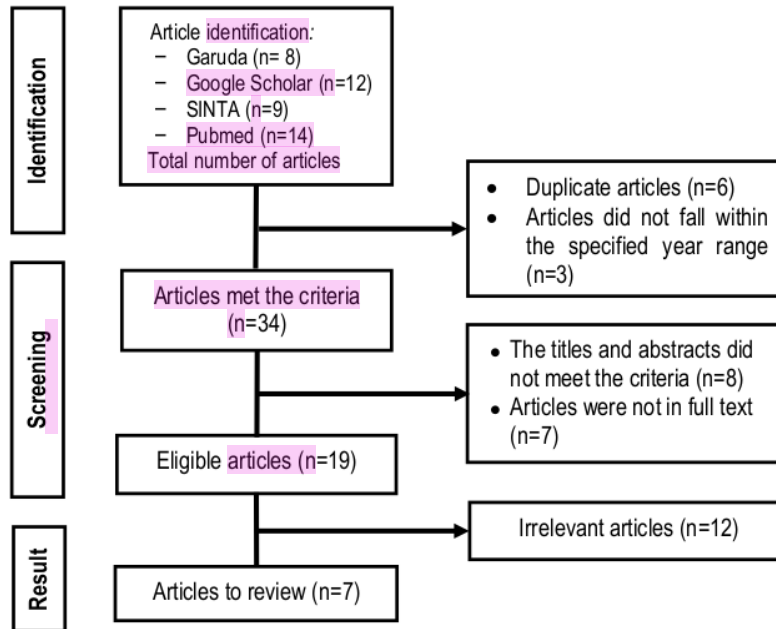 Identification
Article identification:
– Garuda (n= 8)
– Google Scholar (n=12)
– SINTA (n=9)
– Pubmed (n=14)
Total number of articles
• Duplicate articles (n=6)
• Articles did not fall within
the specified year range
(n=3)
Screening
Articles met the criteria
(n=34)
• The titles and abstracts did
not meet the criteria (n=8)
• Articles were not in full text
(n=7)
Eligible articles (n=19)
Irrelevant articles (n=12)
Result
Articles to review (n=7)